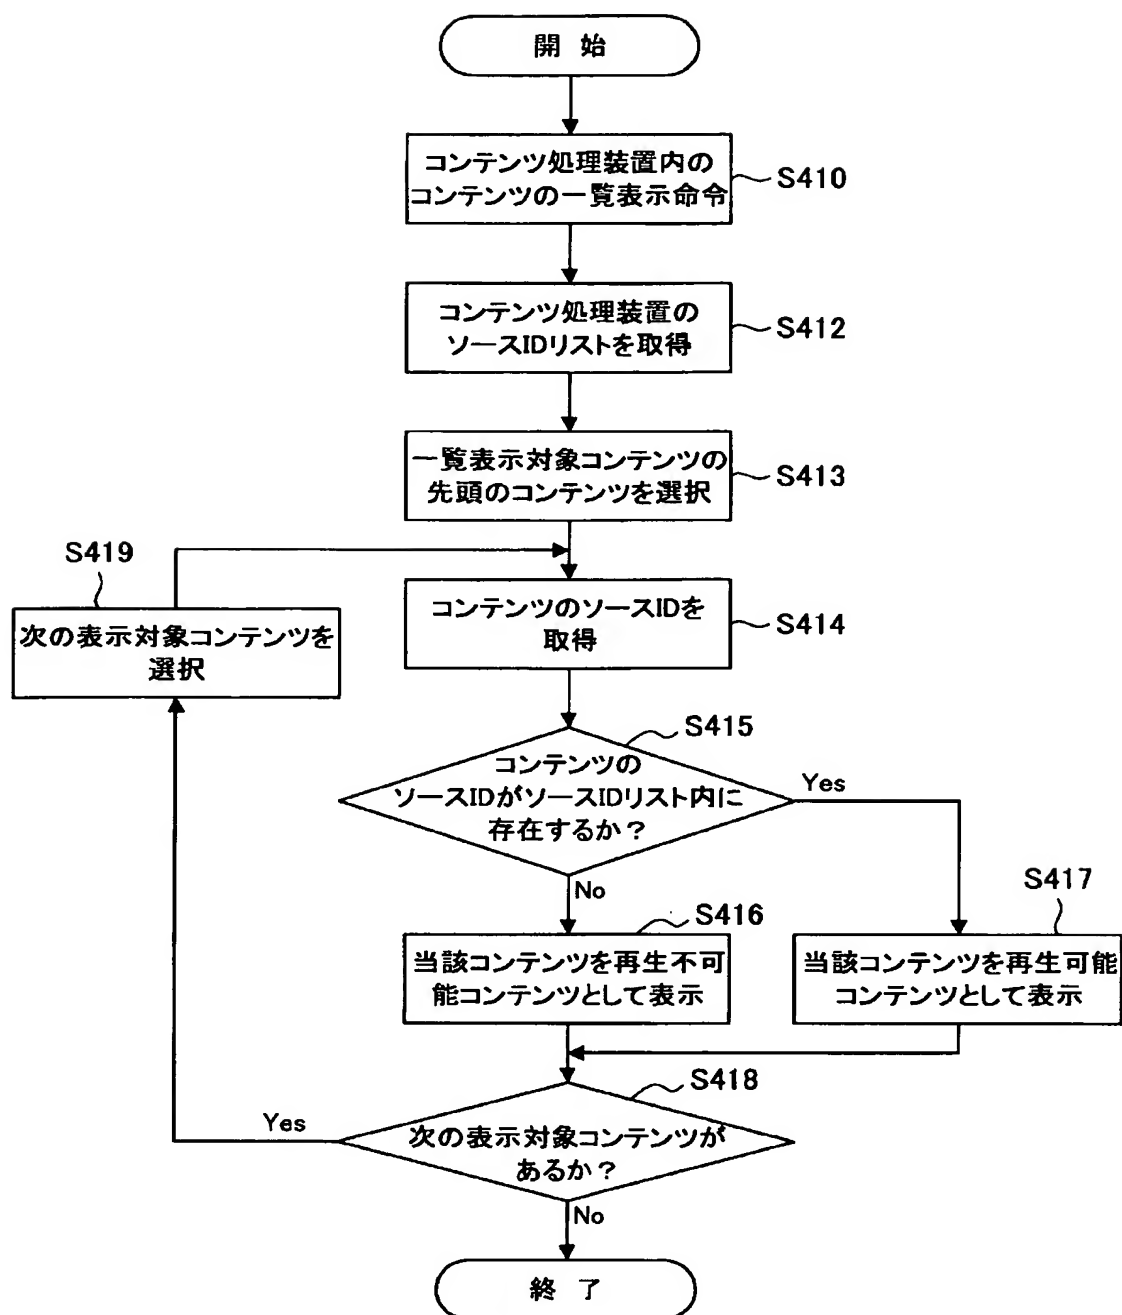 開 始
コンテンツ処理装置内の
コンテンツの一覧表示命令
S410
コンテンツ処理装置の
ソースIDリストを取得
S412
一覧表示対象コンテンツの
先頭のコンテンツを選択
S413
S419
次の表示対象コンテンツを
選択
コンテンツのソースIDを
取得
S414
S415
コンテンツの
ソースIDがソースIDリスト内に
存在するか？
Yes
No
S416
当該コンテンツを再生不可
能コンテンツとして表示
S417
当該コンテンツを再生可能
コンテンツとして表示
S418
次の表示対象コンテンツが
あるか？
Yes
No
終 了